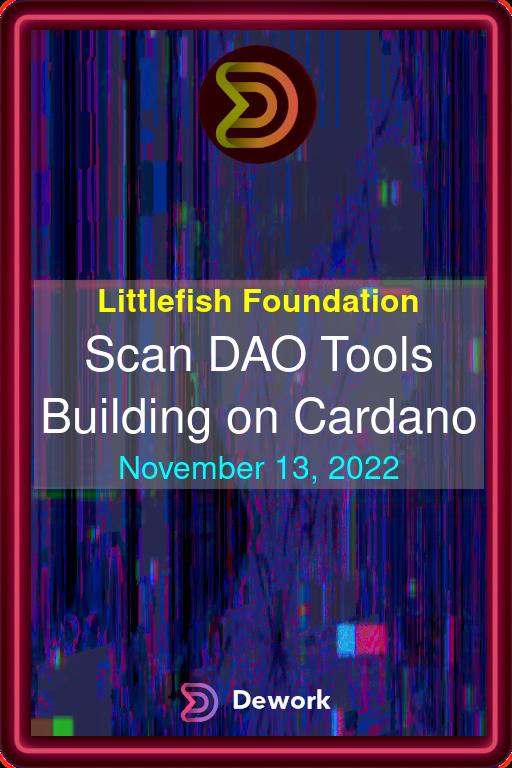 Littlefish Foundation
Scan DAO Tools
Building on Cardano
November 13, 2022
Dework